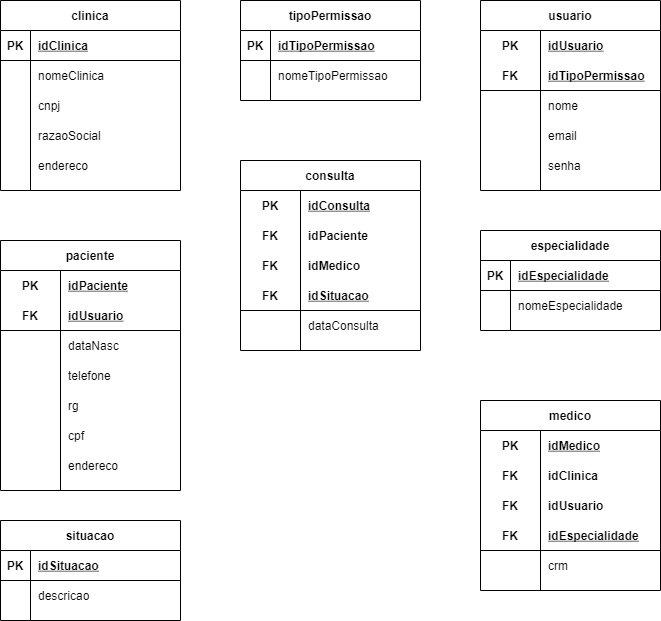 clinica
PK idClinica
nomeClinica
cnpj
razaoSocial
endereco
tipoPermissao
PK idTipoPermissao
nomeTipoPermissao
usuario
PK idUsuario
FK idTipoPermissao
nome
email
senha
consulta
PK idConsulta
FK idPaciente
FK idMedico
FK idSituacao
dataConsulta
paciente
PK idPaciente
FK idUsuario
dataNasc
telefone
rg
cpf
endereco
especialidade
PK idEspecialidade
nomeEspecialidade
medico
PK idMedico
FK idClinica
FK idUsuario
FK idEspecialidade
crm
situacao
PK idSituacao
descricao